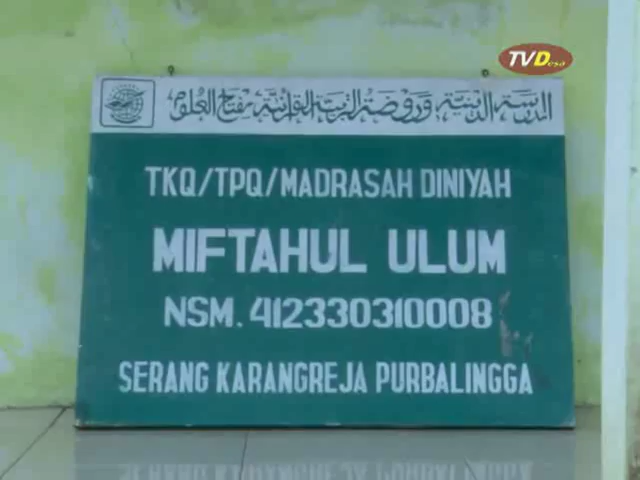 TVDesa
المدرسة الدينية وروضة التربية القرآنية مفتاح العلوم
TKQ/TPQ/MADRASAH DINIYAH
MIFTAHUL ULUM
NSM. 412330310008
SERANG KARANGREJA PURBALINGGA